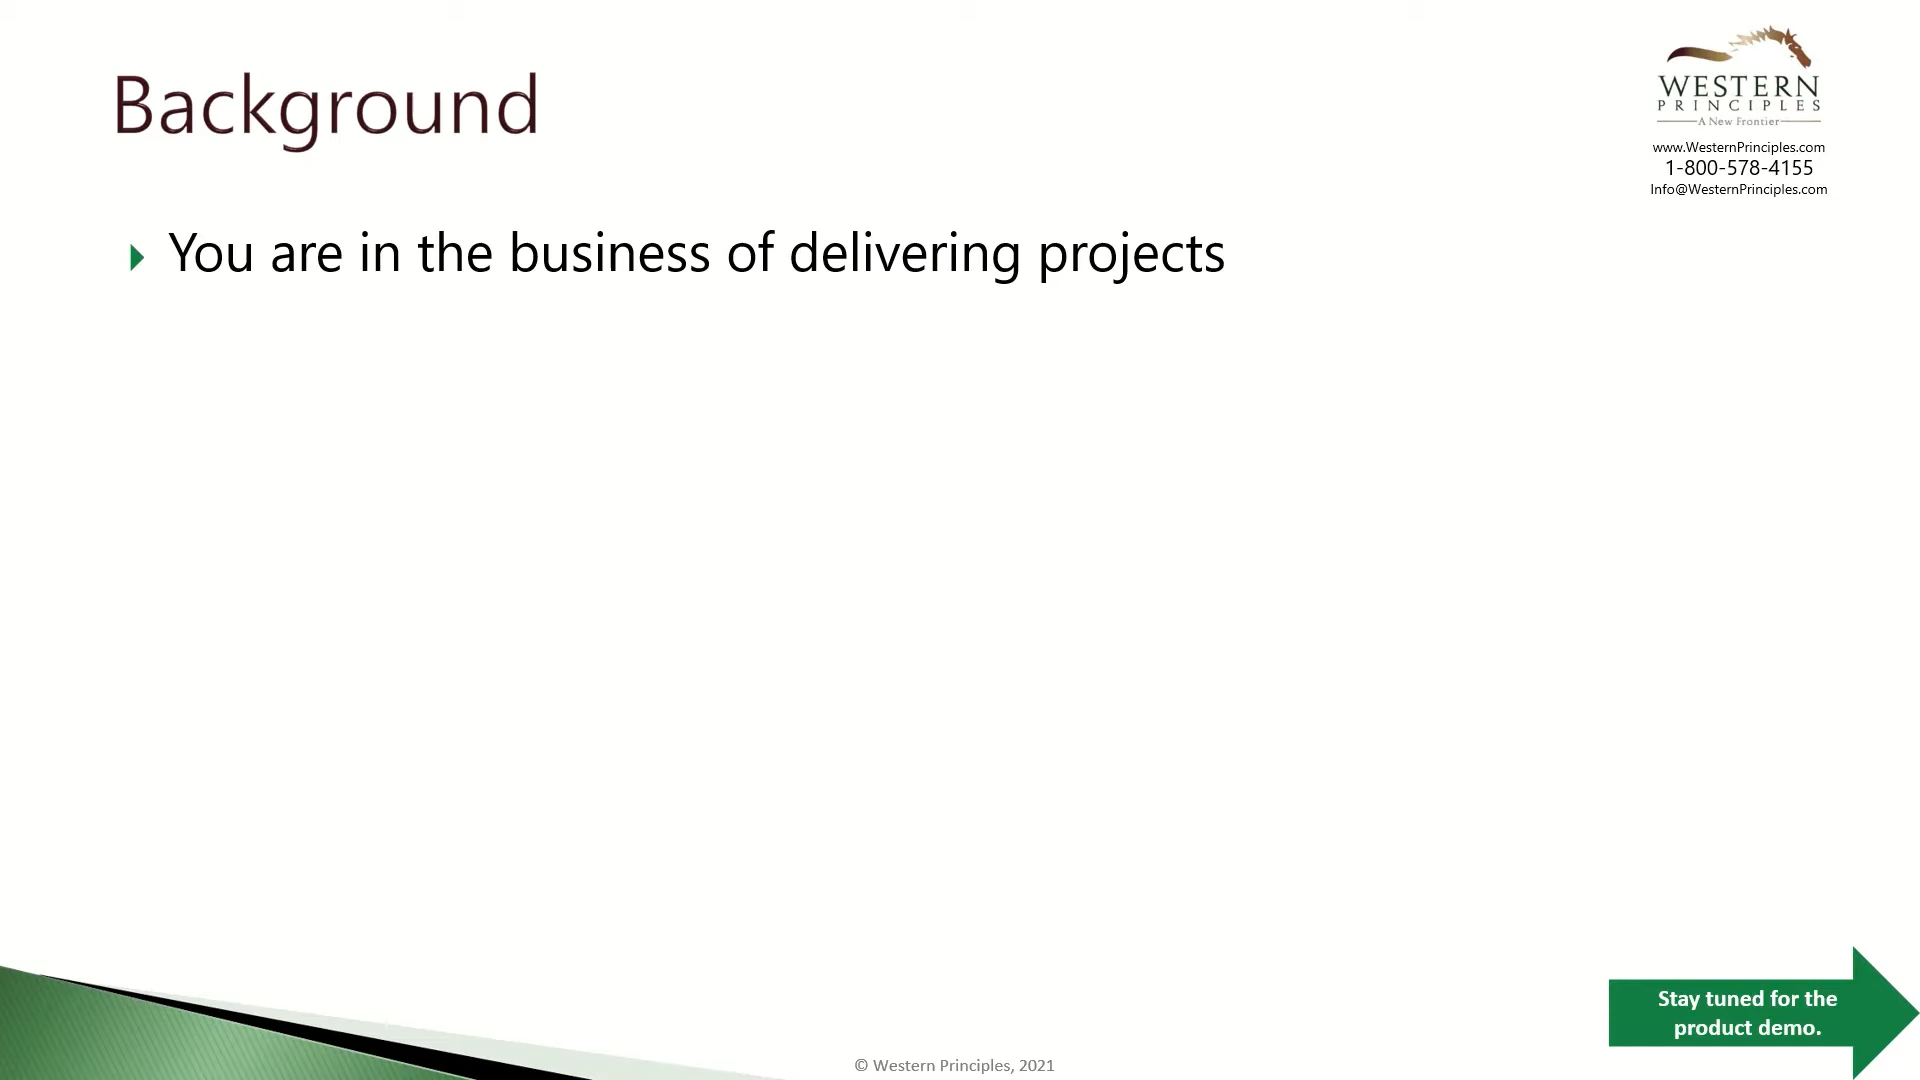 Background
WESTERN
PRINCIPLES
A New Frontier
www.WesternPrinciples.com
1-800-578-4155
Info@WesternPrinciples.com
You are in the business of delivering projects
Stay tuned for the
product demo.
© Western Principles, 2021